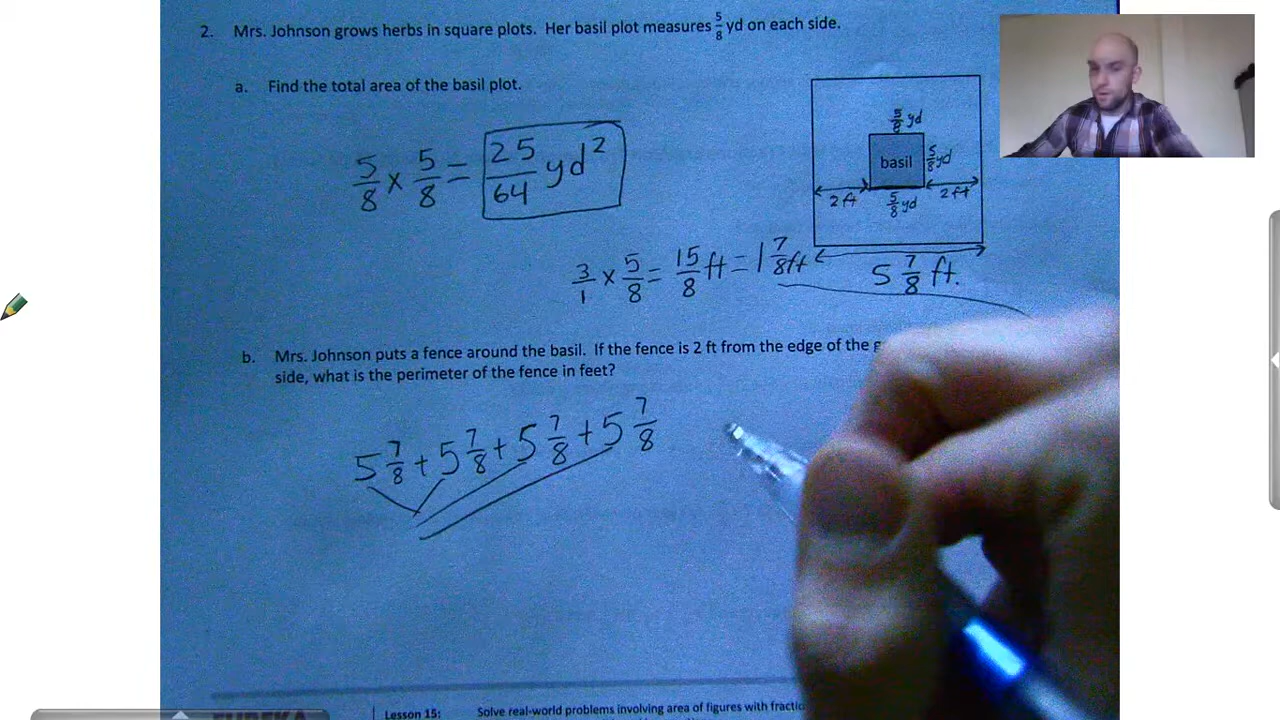 2. Mrs. Johnson grows herbs in square plots. Her basil plot measures 5/8 yd on each side.
a. Find the total area of the basil plot.
5/8 × 5/8 = 25/64 yd²
5/8 yd
basil
5/8 yd
2 ft
5/8 yd
2 ft
3/1 × 5/8 = 15/8 ft = 1 7/8 ft
5 7/8 ft.
b. Mrs. Johnson puts a fence around the basil. If the fence is 2 ft from the edge of the
side, what is the perimeter of the fence in feet?
5 7/8 + 5 7/8 + 5 7/8 + 5 7/8
EUREKA
Lesson 15:
Solve real-world problems involving area of figures with